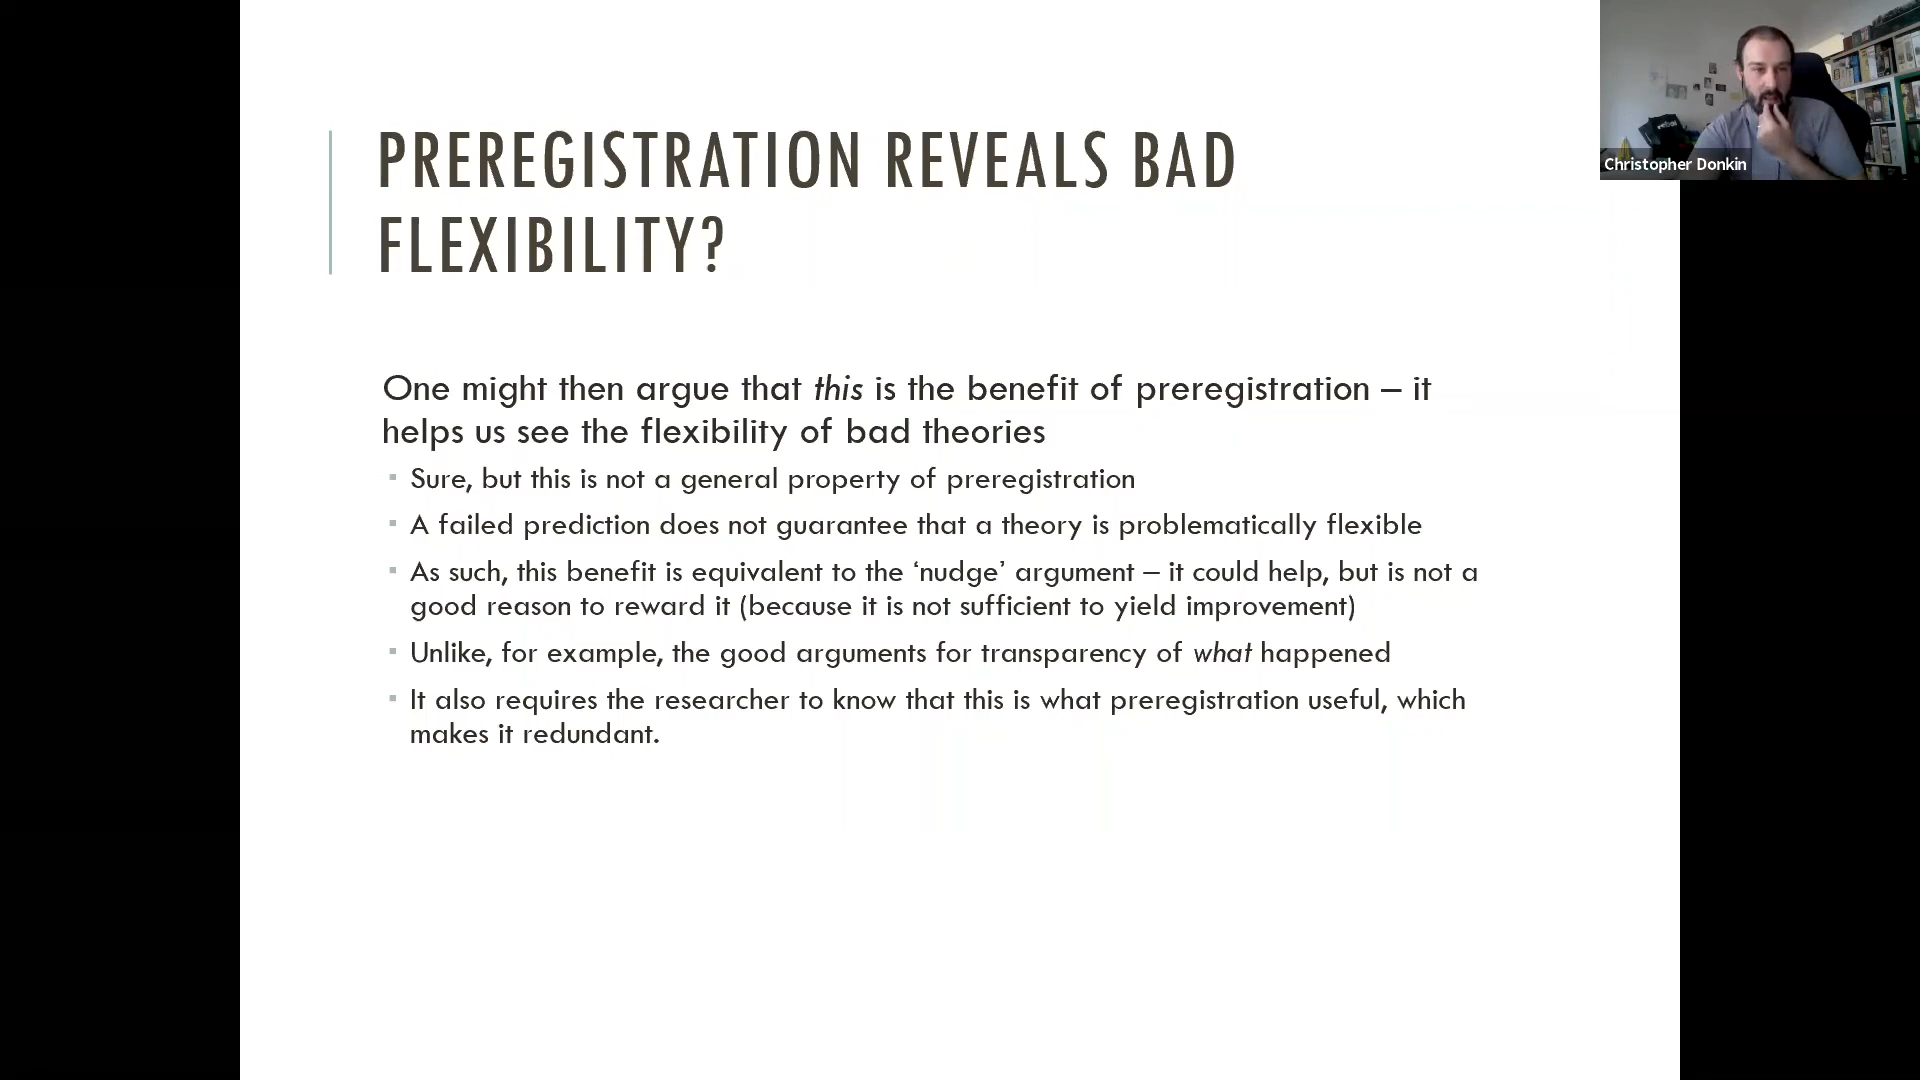 PREREGISTRATION REVEALS BAD
FLEXIBILITY?
Christopher Donkin
One might then argue that this is the benefit of preregistration – it
helps us see the flexibility of bad theories
▪ Sure, but this is not a general property of preregistration
▪ A failed prediction does not guarantee that a theory is problematically flexible
▪ As such, this benefit is equivalent to the ‘nudge’ argument – it could help, but is not a
good reason to reward it (because it is not sufficient to yield improvement)
▪ Unlike, for example, the good arguments for transparency of what happened
▪ It also requires the researcher to know that this is what preregistration useful, which
makes it redundant.